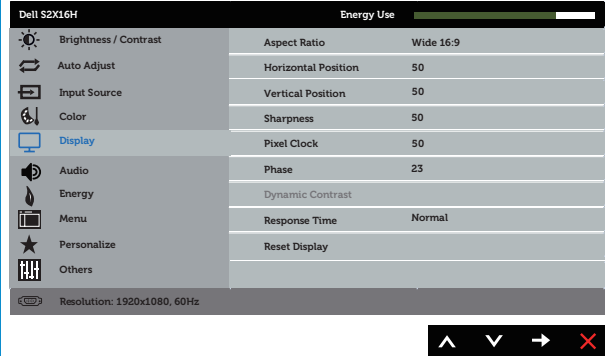 Dell S2X16H Energy Use
Brightness / Contrast
Auto Adjust
Input Source
Color
Display
Audio
Energy
Menu
Personalize
Others
Aspect Ratio Wide 16:9
Horizontal Position 50
Vertical Position 50
Sharpness 50
Pixel Clock 50
Phase 23
Dynamic Contrast
Response Time Normal
Reset Display
Resolution: 1920x1080, 60Hz